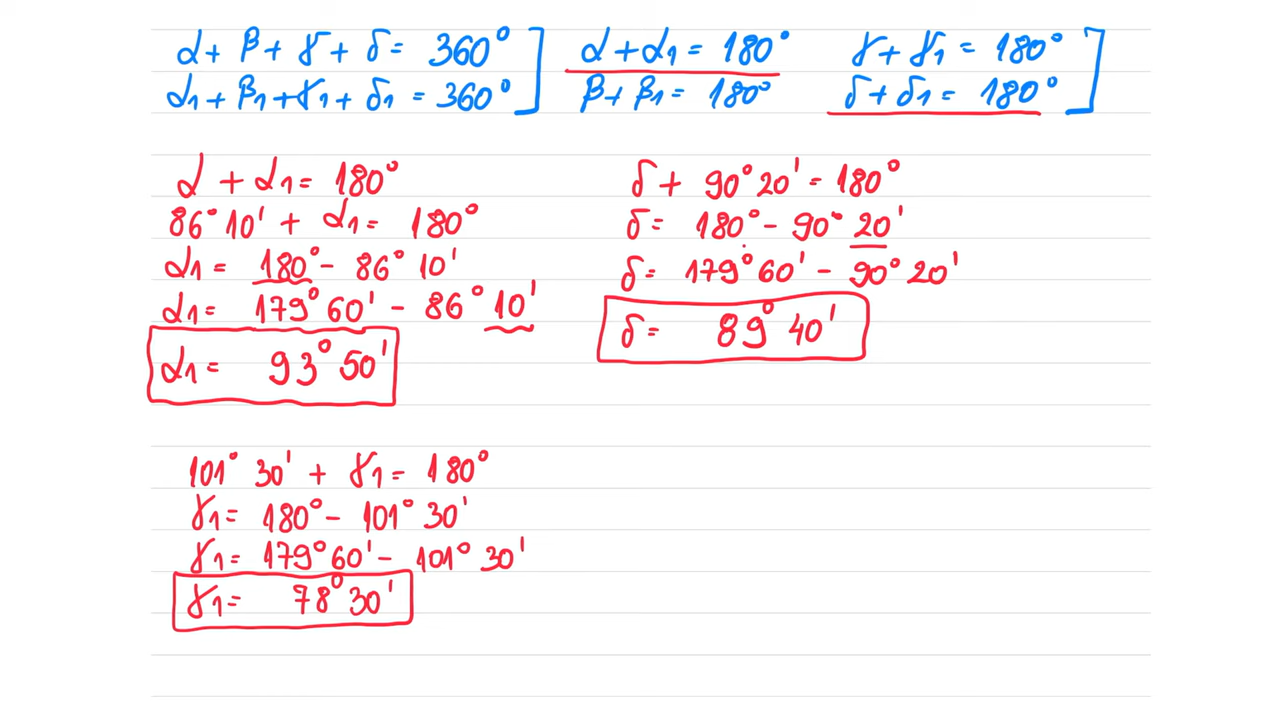 α + β + γ + δ = 360° ] α + α1 = 180° γ + γ1 = 180° ]
α1 + β1 + γ1 + δ1 = 360° β + β1 = 180° δ + δ1 = 180°
α + α1 = 180°
86° 10' + α1 = 180°
α1 = 180° - 86° 10'
α1 = 179° 60' - 86° 10'
α1 = 93° 50'
δ + 90° 20' = 180°
δ = 180° - 90° 20'
δ = 179° 60' - 90° 20'
δ = 89° 40'
101° 30' + γ1 = 180°
γ1 = 180° - 101° 30'
γ1 = 179° 60' - 101° 30'
γ1 = 78° 30'